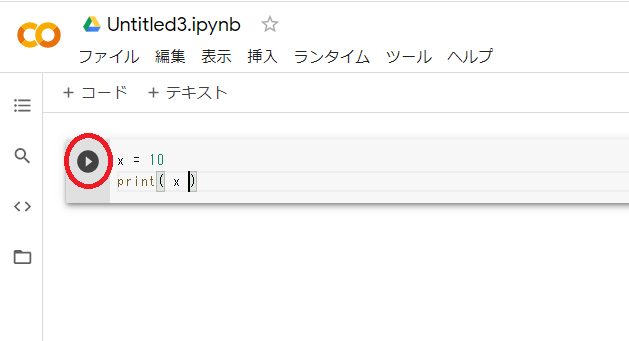 Untitled3.ipynb
ファイル 編集 表示 挿入 ランタイム ツール ヘルプ
+ コード + テキスト
x = 10
print( x )